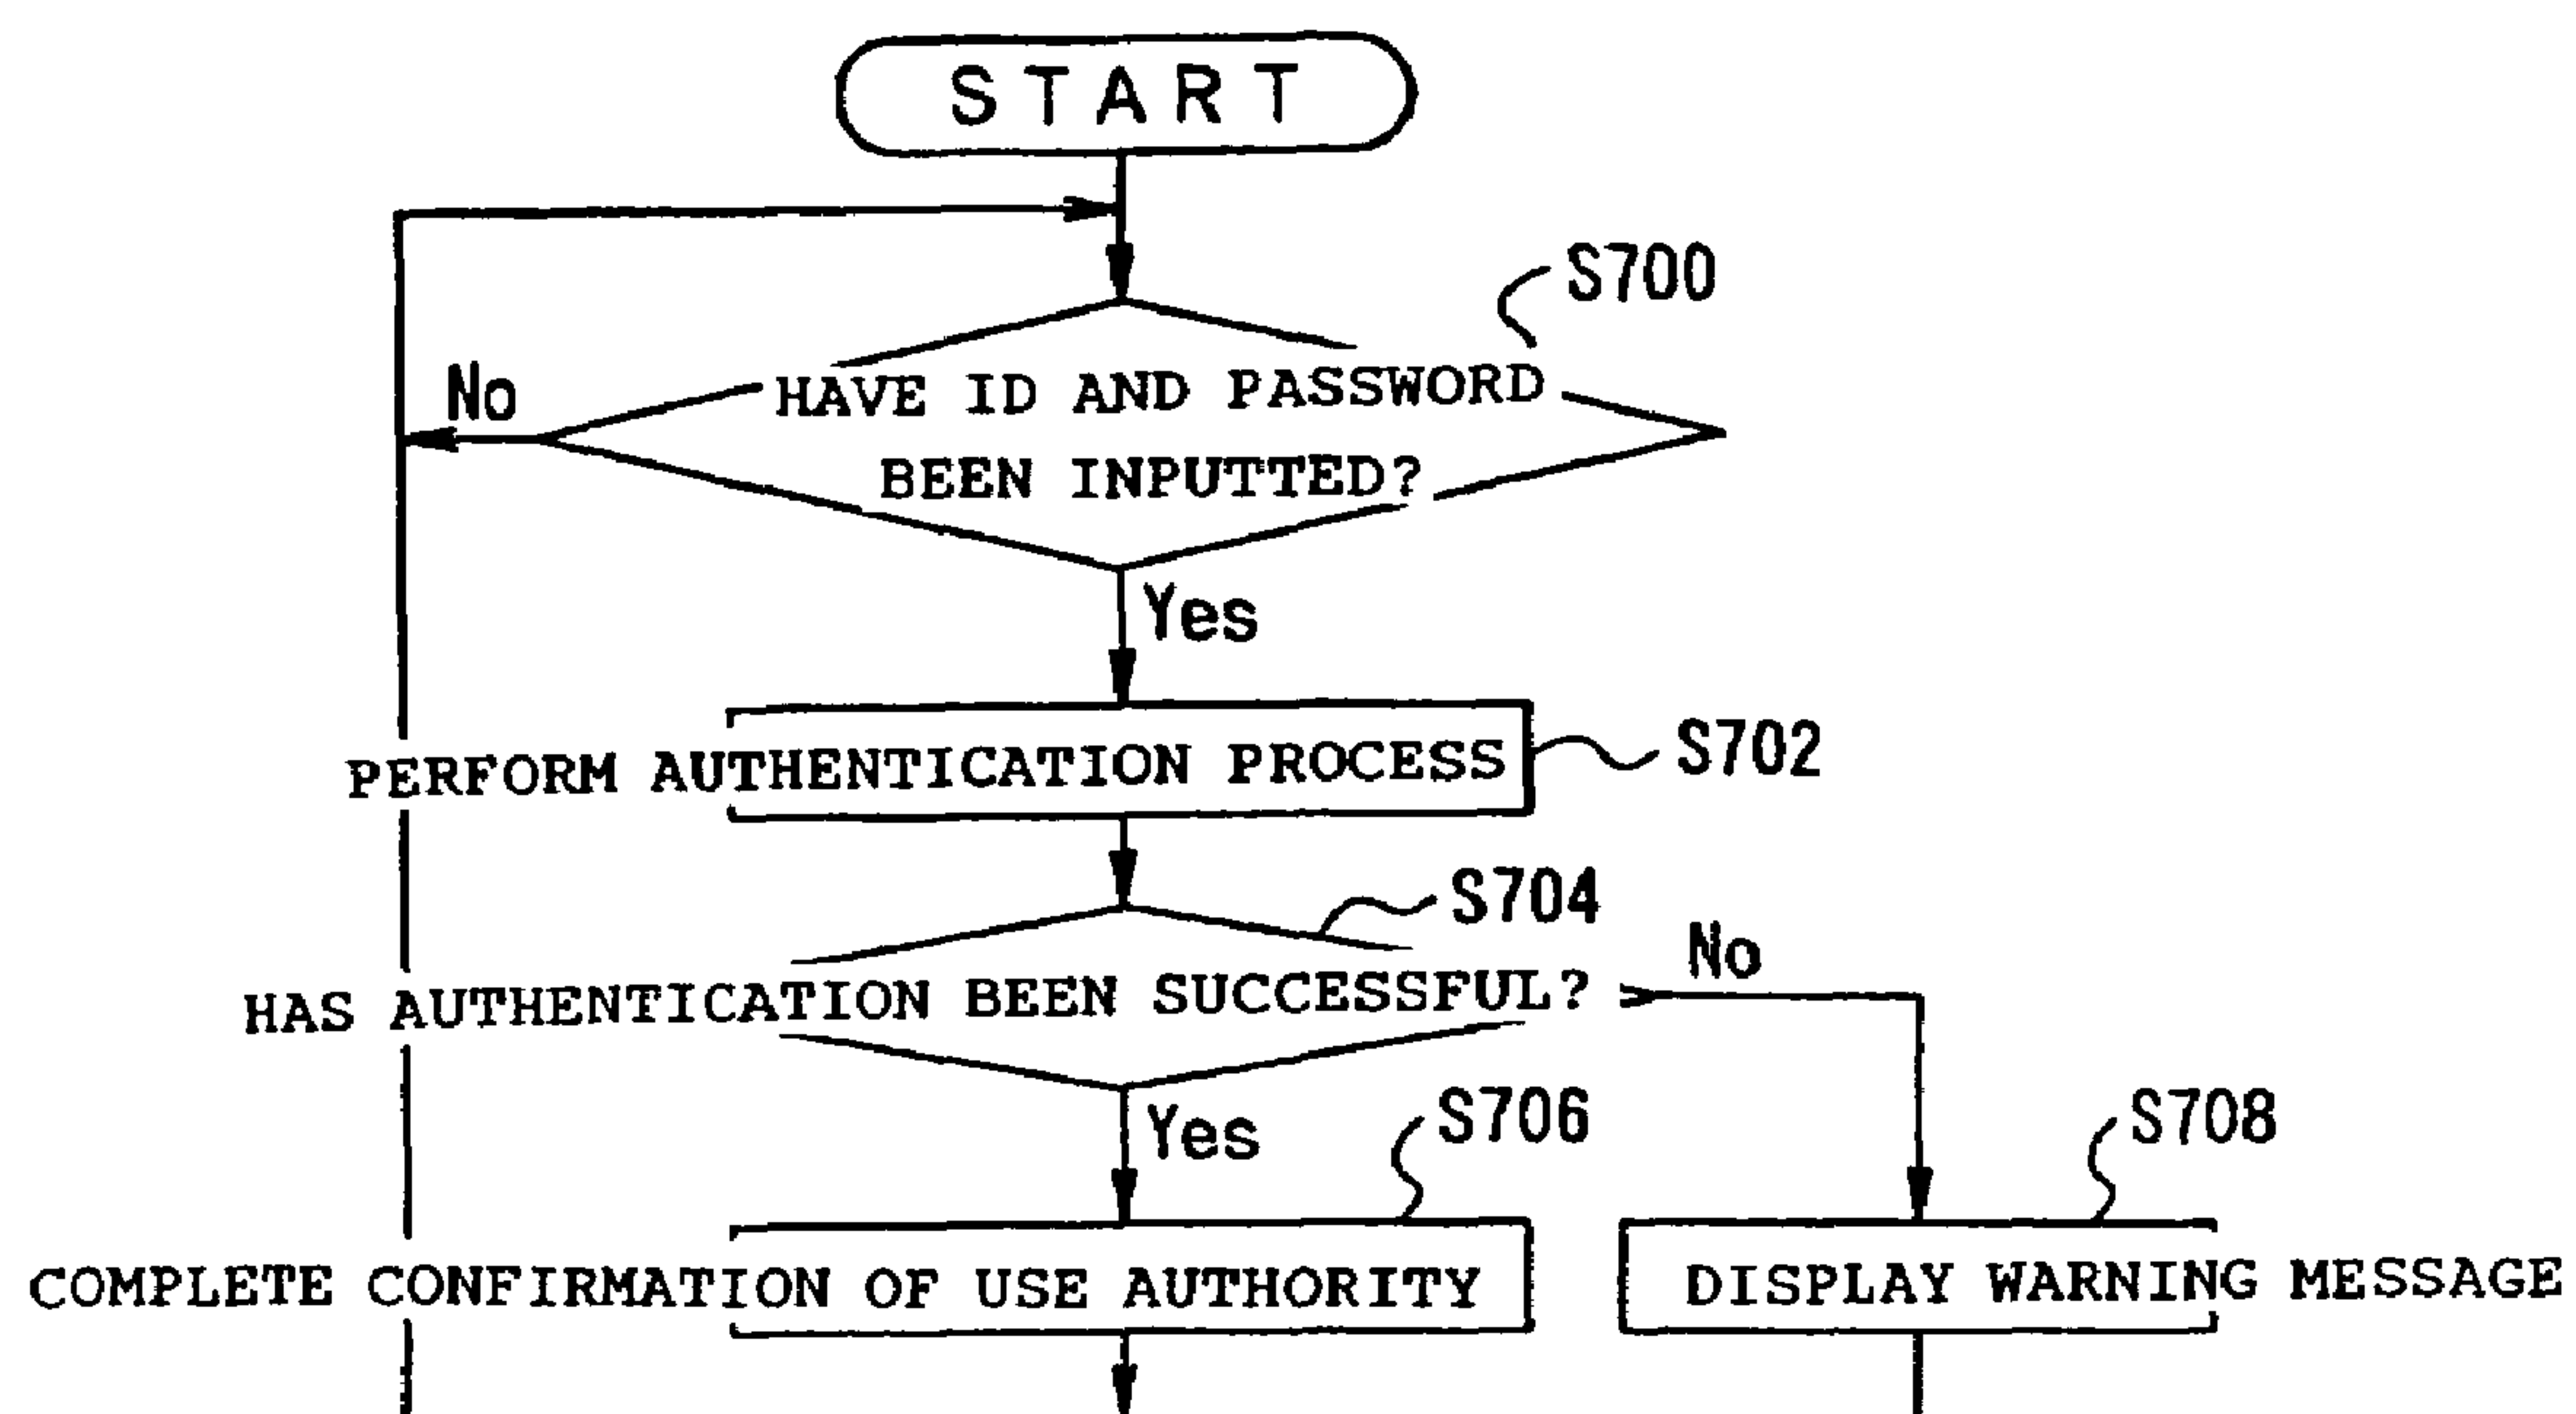 START
S700
No
HAVE ID AND PASSWORD
BEEN INPUTTED?
Yes
PERFORM AUTHENTICATION PROCESS
S702
S704
HAS AUTHENTICATION BEEN SUCCESSFUL?
No
Yes
S706
S708
COMPLETE CONFIRMATION OF USE AUTHORITY
DISPLAY WARNING MESSAGE